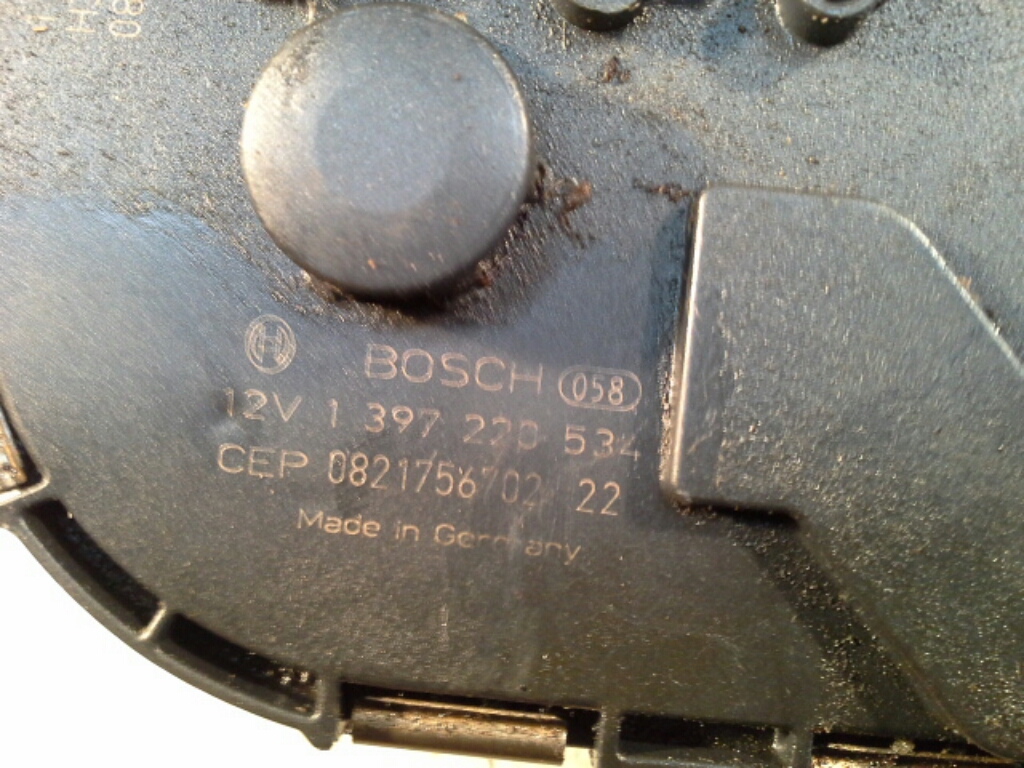 BOSCH 058
12V 1 397 220 534
CEP 0821756702 22
Made in Germany